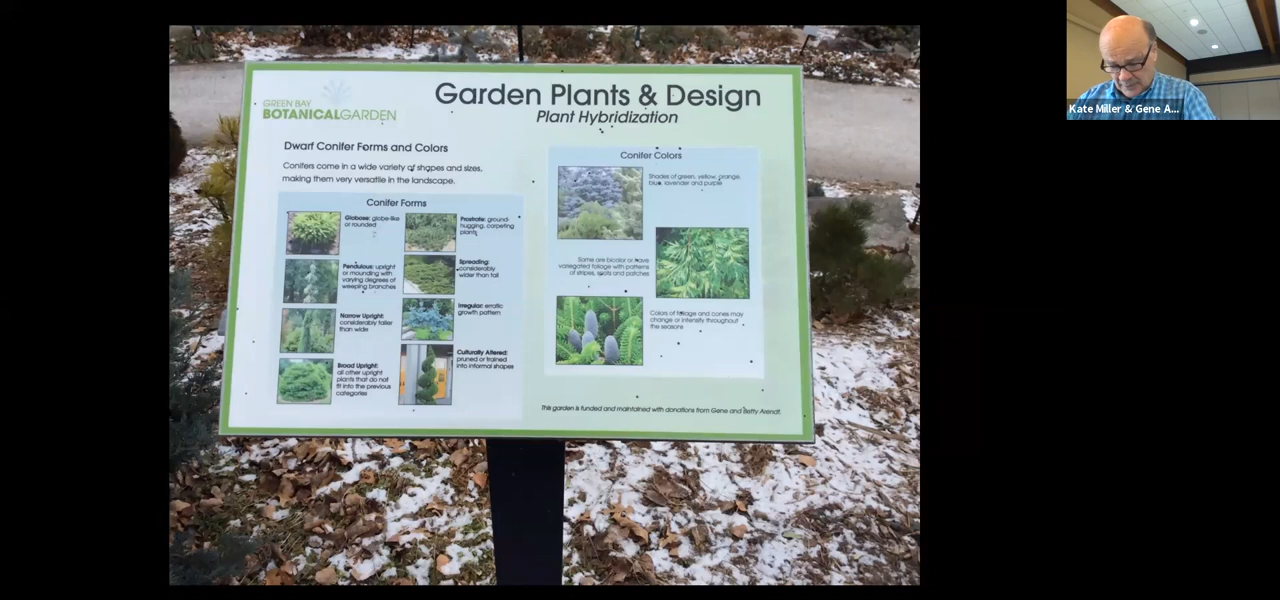 GREEN BAY
BOTANICALGARDEN
Garden Plants & Design
Plant Hybridization
Dwarf Conifer Forms and Colors
Conifers come in a wide variety of shapes and sizes,
making them very versatile in the landscape.
Conifer Forms
Globose: globe-like
or rounded
Pendulous: upright
or mounding with
varying degrees of
weeping branches
Narrow Upright:
considerably taller
than wide
Broad Upright:
all other upright
plants that do not
fit into the previous
categories
Prostrate: ground-
hugging, carpeting
plants
Spreading:
considerably
wider than tall
Irregular: erratic
growth pattern
Culturally Altered:
pruned or trained
into informal shapes
Conifer Colors
Shades of green, yellow, orange,
blue, lavender and purple
Some are bicolor or have
variegated foliage with patterns
of stripes, spots and patches
Colors of foliage and cones may
change or intensify throughout
the seasons
This garden is funded and maintained with donations from Gene and Betty Arendt.
Kate Miller & Gene A...